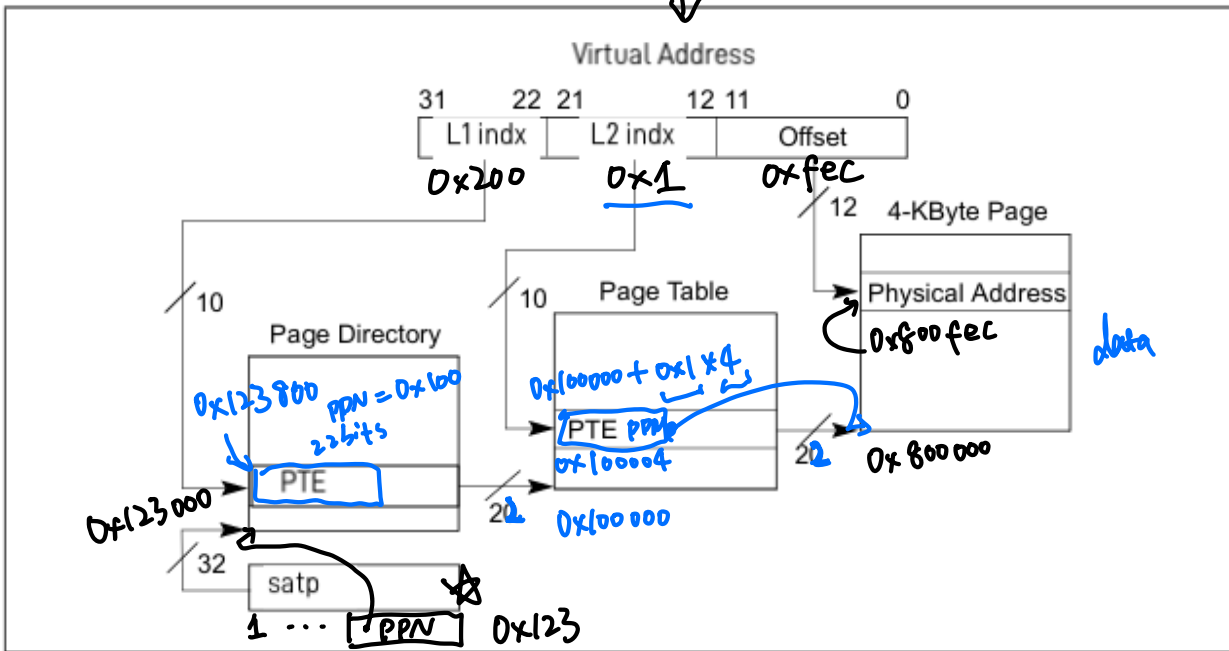 Virtual Address
31 22 21 12 11 0
L1 indx L2 indx Offset
0x200 0x1 0xfec
12
4-KByte Page
10 10
Page Table
Physical Address
Page Directory
0x800fec
data
0x123800 PPN = 0x100
22bits
0x100000 + 0x1 * 4
PTE PPN
0x100004
22
0x800000
PTE
0x123000
22
0x100000
32
satp
1 ... PPN 0x123